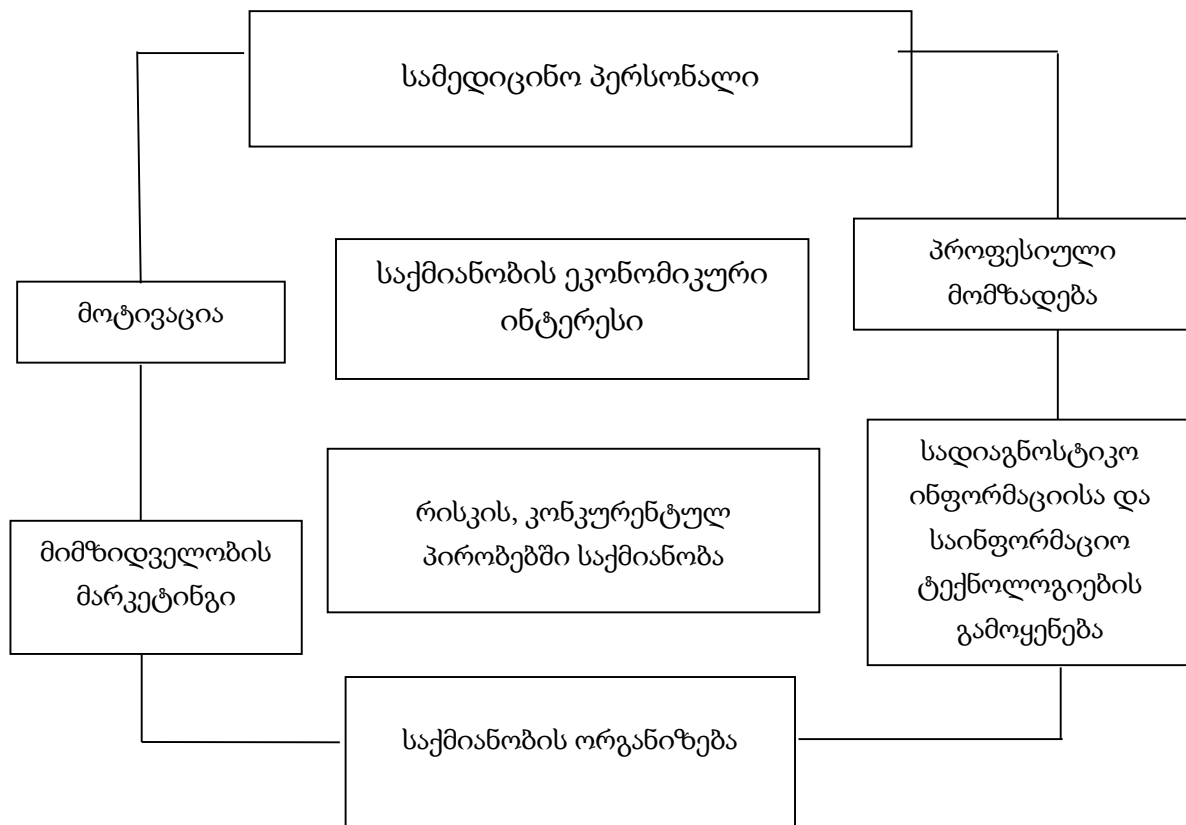 სამედიცინო პერსონალი
საქმიანობის ეკონომიკური
ინტერესი
პროფესიული
მომზადება
მოტივაცია
რისკის, კონკურენტულ
პირობებში საქმიანობა
სადიაგნოსტიკო
ინფორმაციისა და
საინფორმაციო
ტექნოლოგიების
გამოყენება
მიმზიდველობის
მარკეტინგი
საქმიანობის ორგანიზება